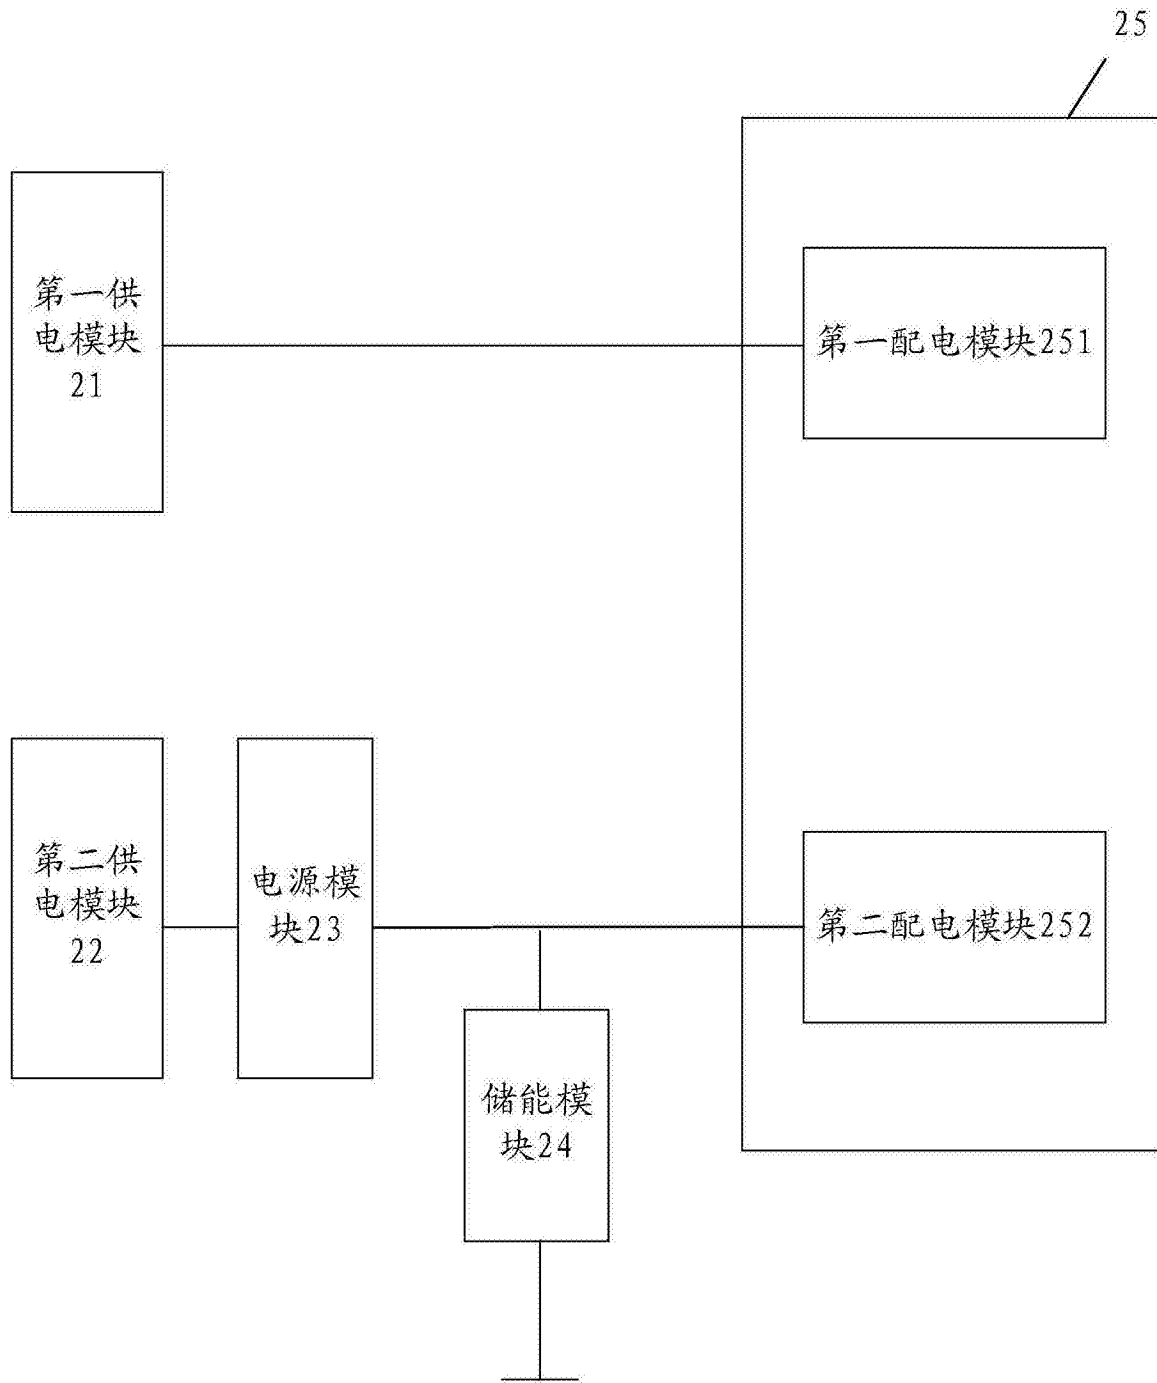 25
第一供
电模块
21
第一配电模块251
第二供
电模块
22
电源模
块23
第二配电模块252
储能模
块24